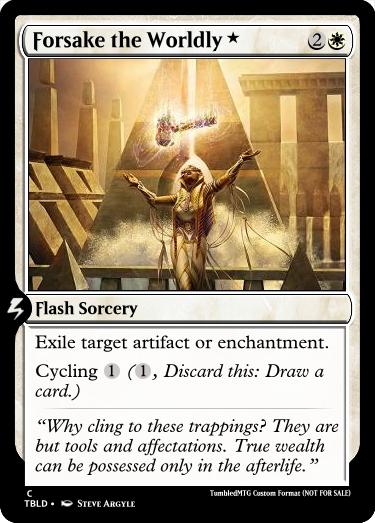 Forsake the Worldly ★ 2
Flash Sorcery
Exile target artifact or enchantment.
Cycling 1 (1, Discard this: Draw a
card.)
“Why cling to these trappings? They are
but tools and affectations. True wealth
can be possessed only in the afterlife.”
C
TBLD • Steve Argyle
TumbledMTG Custom Format (NOT FOR SALE)